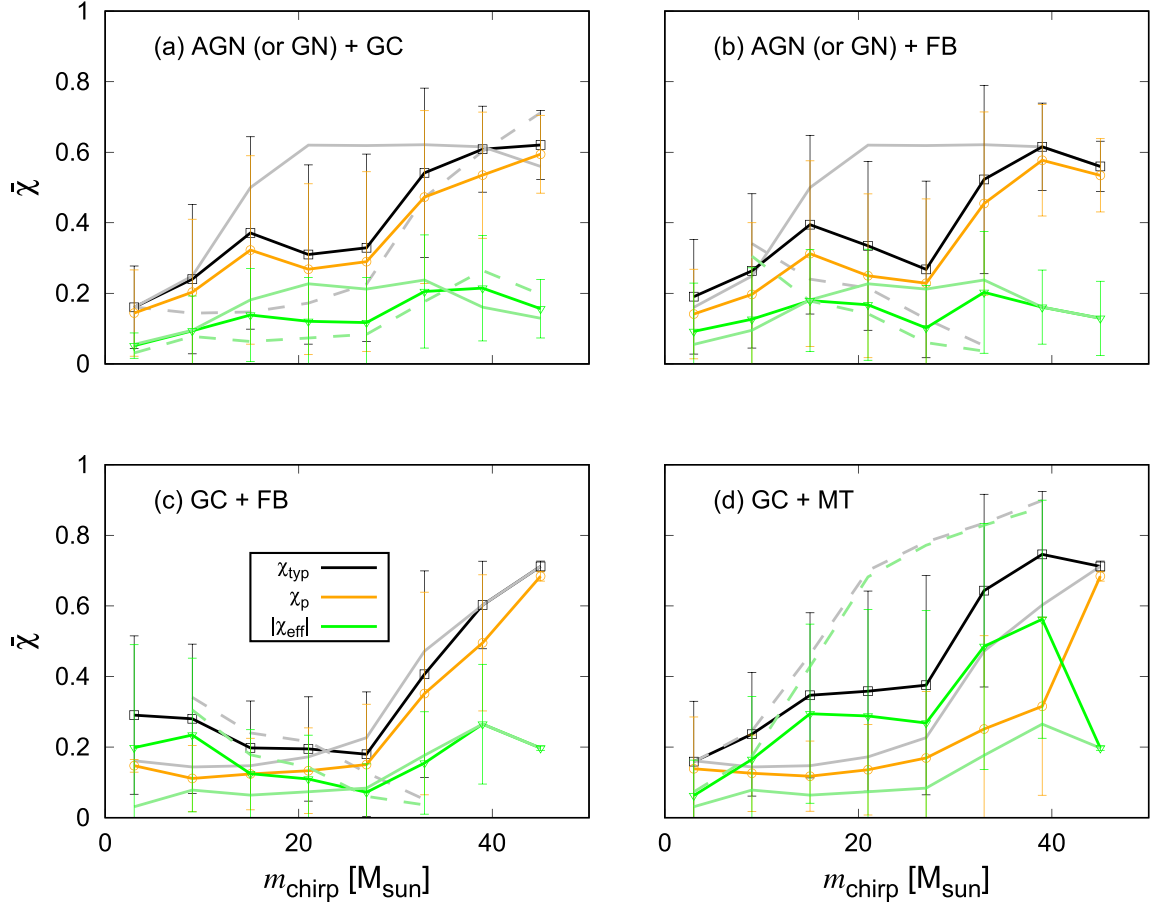 1
0.8
0.6
0.4
0.2
0
χ̄
(a) AGN (or GN) + GC
(b) AGN (or GN) + FB
1
0.8
0.6
0.4
0.2
0
χ̄
(c) GC + FB
(d) GC + MT
χtyp
χp
|χeff|
0 20 40
0 20 40
mchirp [Msun]
mchirp [Msun]